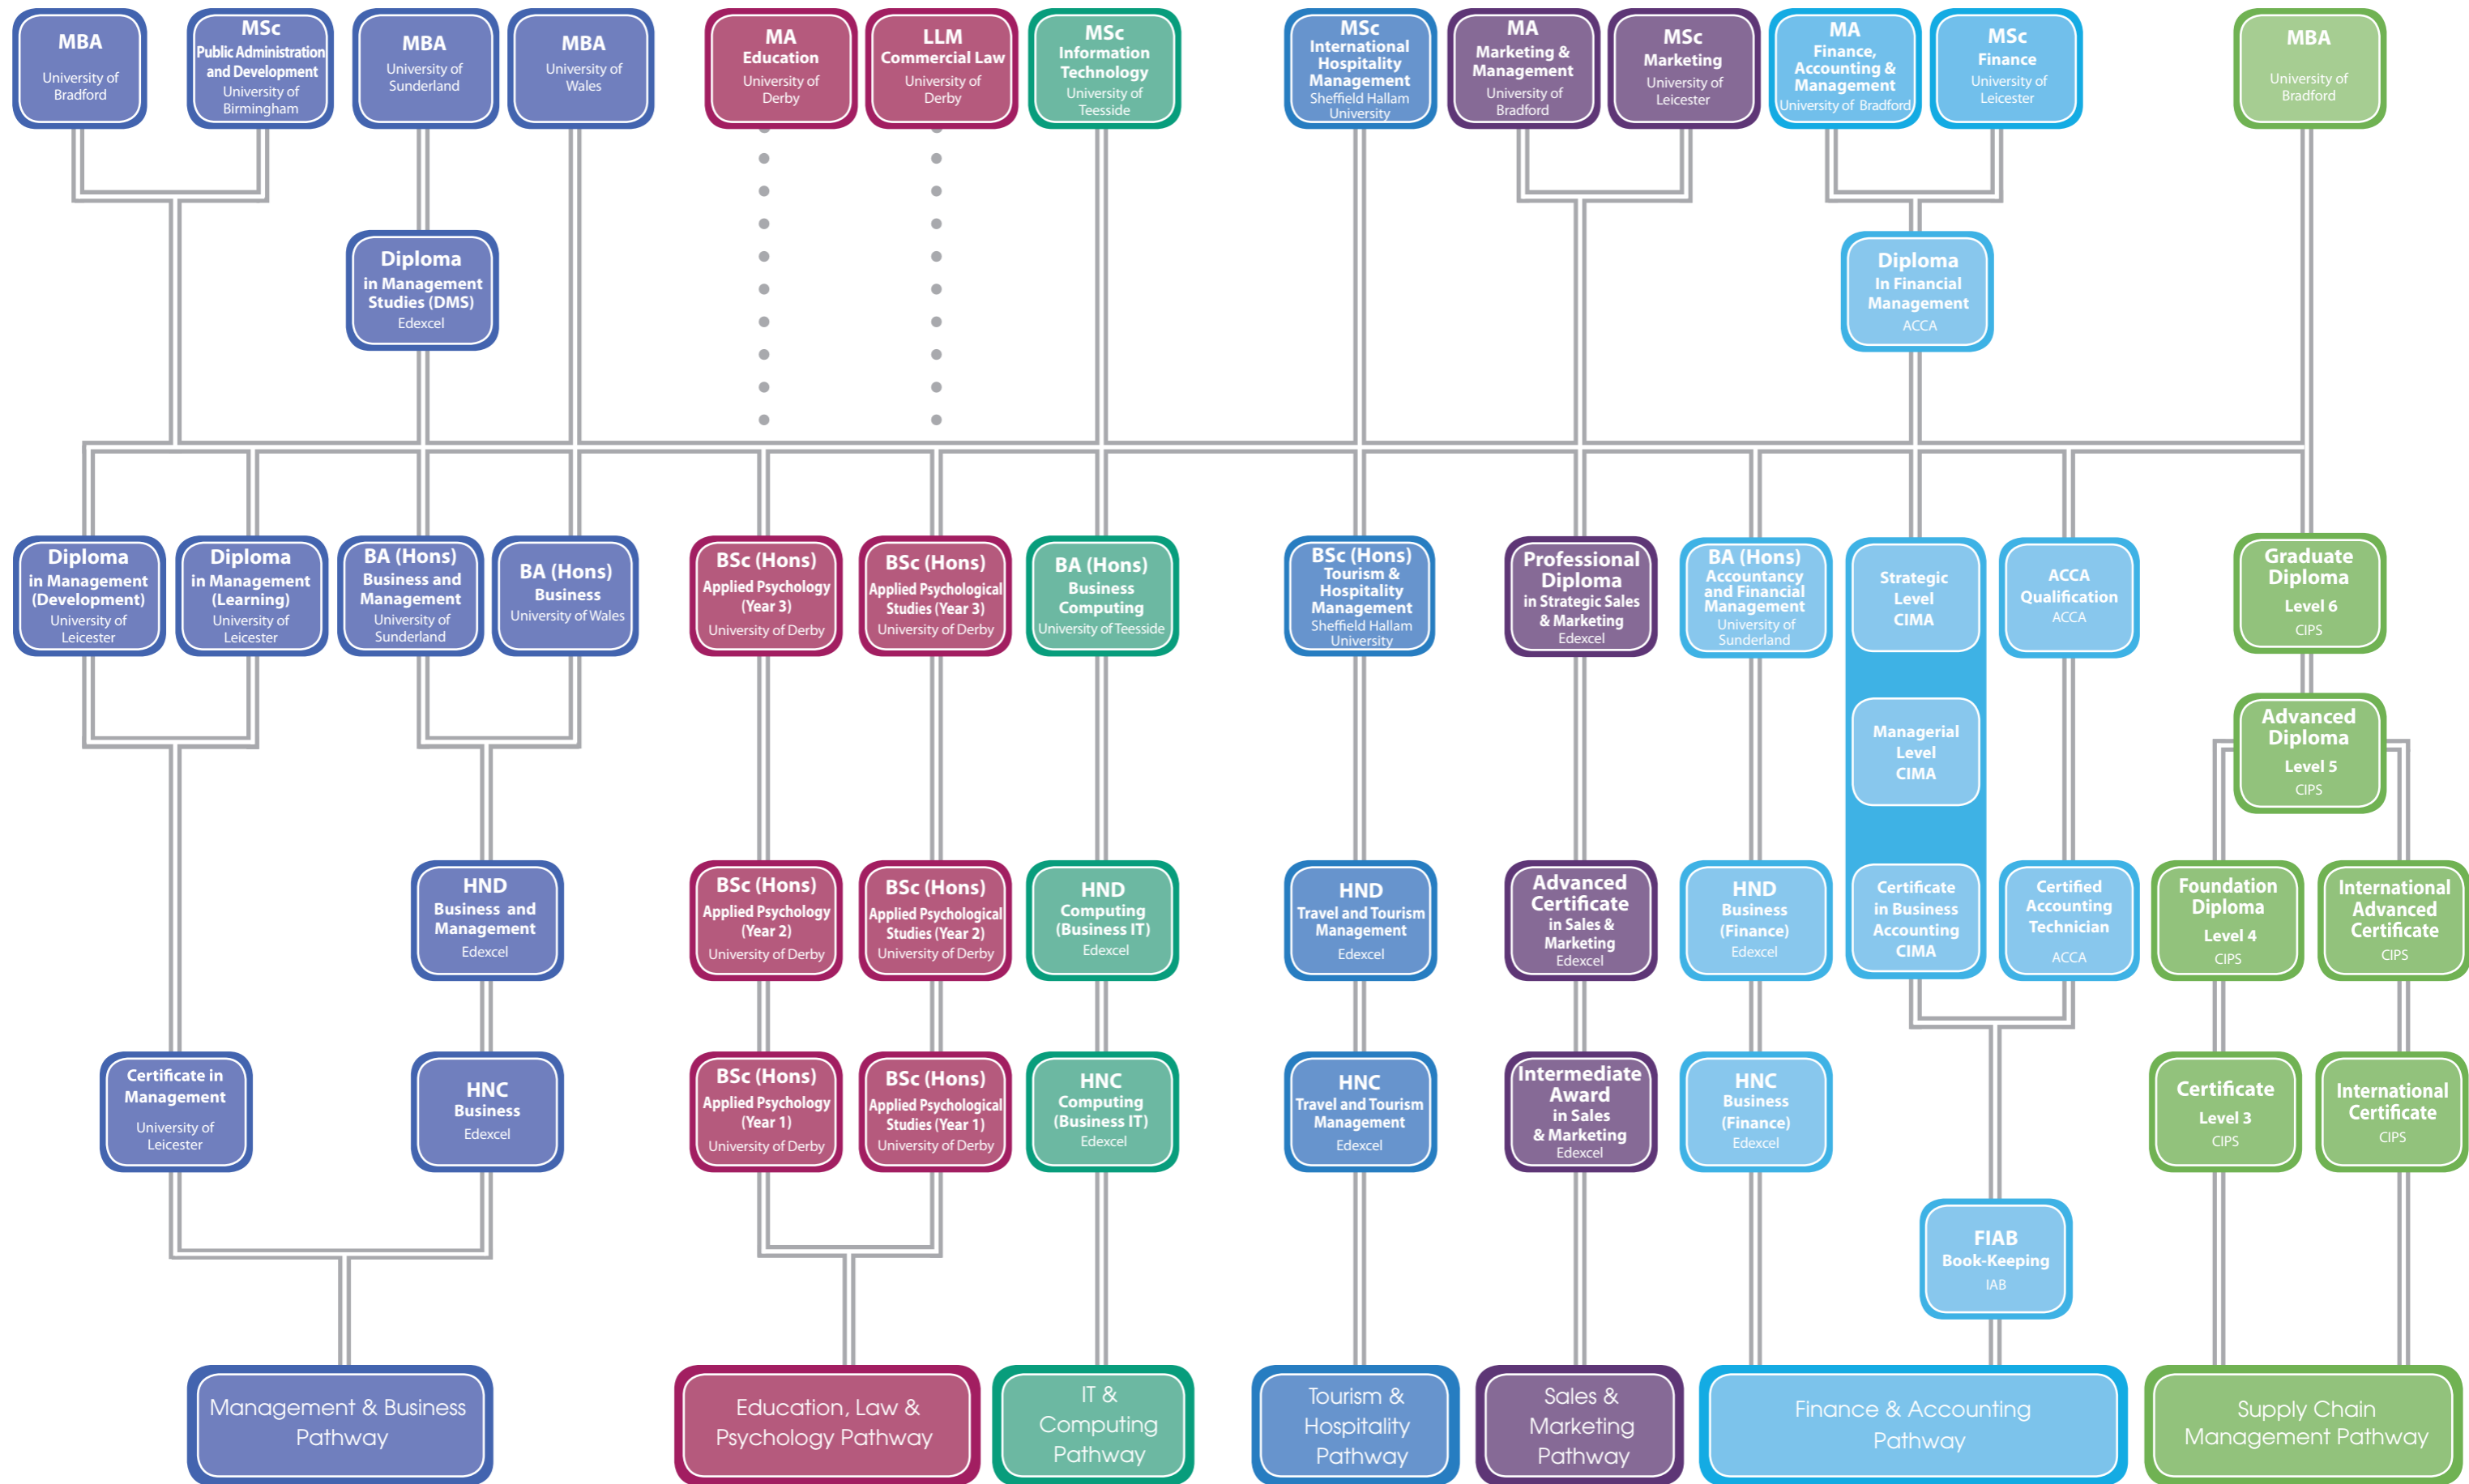 MBA
University of
Bradford
MSc
Public Administration
and Development
University of
Birmingham
MBA
University of
Sunderland
MBA
University of
Wales
MA
Education
University of
Derby
LLM
Commercial Law
University of
Derby
MSc
Information
Technology
University of
Teesside
MSc
International
Hospitality
Management
Sheffield Hallam
University
MA
Marketing &
Management
University of
Bradford
MSc
Marketing
University of
Leicester
MA
Finance,
Accounting &
Management
University of Bradford
MSc
Finance
University of
Leicester
MBA
University of
Bradford
Diploma
in Management
Studies (DMS)
Edexcel
Diploma
In Financial
Management
ACCA
Diploma
in Management
(Development)
University of
Leicester
Diploma
in Management
(Learning)
University of
Leicester
BA (Hons)
Business and
Management
University of
Sunderland
BA (Hons)
Business
University of Wales
BSc (Hons)
Applied Psychology
(Year 3)
University of Derby
BSc (Hons)
Applied Psychological
Studies (Year 3)
University of Derby
BA (Hons)
Business
Computing
University of Teesside
BSc (Hons)
Tourism &
Hospitality
Management
Sheffield Hallam
University
Professional
Diploma
in Strategic Sales
& Marketing
Edexcel
BA (Hons)
Accountancy
and Financial
Management
University of
Sunderland
Strategic
Level
CIMA
ACCA
Qualification
ACCA
Graduate
Diploma
Level 6
CIPS
Managerial
Level
CIMA
Advanced
Diploma
Level 5
CIPS
HND
Business and
Management
Edexcel
BSc (Hons)
Applied Psychology
(Year 2)
University of Derby
BSc (Hons)
Applied Psychological
Studies (Year 2)
University of Derby
HND
Computing
(Business IT)
Edexcel
HND
Travel and Tourism
Management
Edexcel
Advanced
Certificate
in Sales &
Marketing
Edexcel
HND
Business
(Finance)
Edexcel
Certificate
in Business
Accounting
CIMA
Certified
Accounting
Technician
ACCA
Foundation
Diploma
Level 4
CIPS
International
Advanced
Certificate
CIPS
Certificate in
Management
University of
Leicester
HNC
Business
Edexcel
BSc (Hons)
Applied Psychology
(Year 1)
University of Derby
BSc (Hons)
Applied Psychological
Studies (Year 1)
University of Derby
HNC
Computing
(Business IT)
Edexcel
HNC
Travel and Tourism
Management
Edexcel
Intermediate
Award
in Sales
& Marketing
Edexcel
HNC
Business
(Finance)
Edexcel
Certificate
Level 3
CIPS
International
Certificate
CIPS
FIAB
Book-Keeping
IAB
Management & Business
Pathway
Education, Law &
Psychology Pathway
IT &
Computing
Pathway
Tourism &
Hospitality
Pathway
Sales &
Marketing
Pathway
Finance & Accounting
Pathway
Supply Chain
Management Pathway